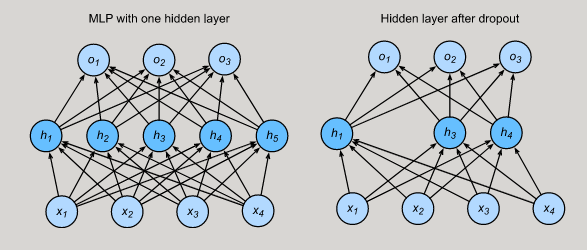 MLP with one hidden layer
Hidden layer after dropout
o1 o2 o3
o1 o2 o3
h1 h2 h3 h4 h5
h1 h3 h4
x1 x2 x3 x4
x1 x2 x3 x4